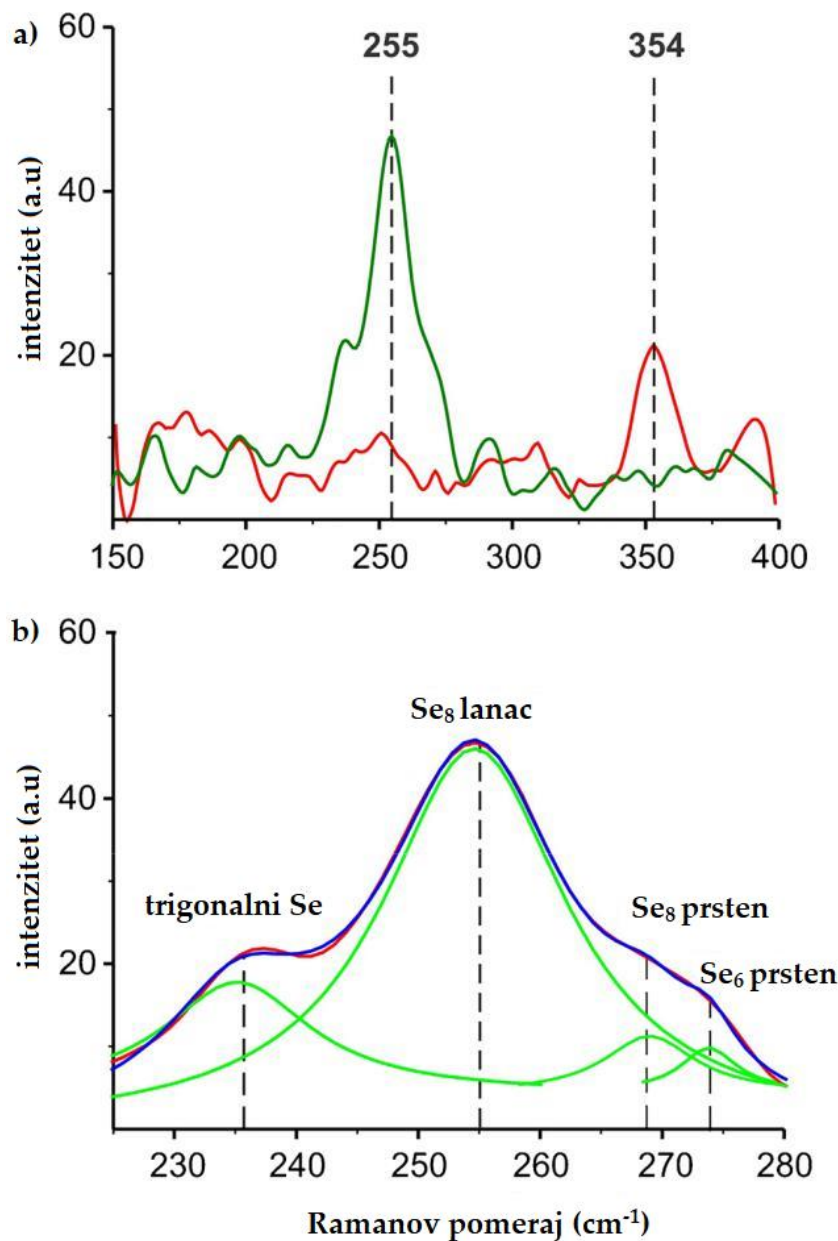 a)
255 354
60
40
20
intenzitet (a.u)
150 200 250 300 350 400
b)
60
40
20
intenzitet (a.u)
Se₈ lanac
trigonalni Se
Se₈ prsten
Se₆ prsten
230 240 250 260 270 280
Ramanov pomeraj (cm⁻¹)